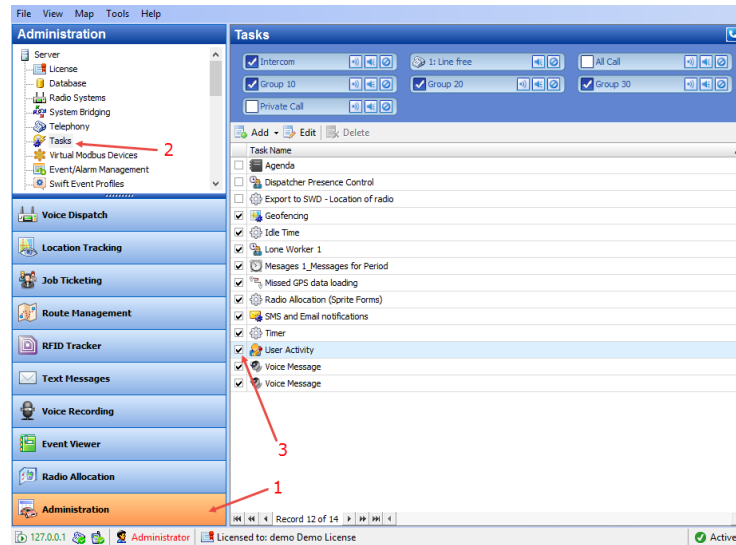 File View Map Tools Help
Administration
Server
License
Database
Radio Systems
System Bridging
Telephony
Tasks
Virtual Modbus Devices
Event/Alarm Management
Swift Event Profiles
2
Voice Dispatch
Location Tracking
Job Ticketing
Route Management
RFID Tracker
Text Messages
Voice Recording
Event Viewer
Radio Allocation
Administration
1
Tasks
Intercom
1: Line free
All Call
Group 10
Group 20
Group 30
Private Call
Add Edit Delete
Task Name
Agenda
Dispatcher Presence Control
Export to SWD - Location of radio
Geofencing
Idle Time
Lone Worker 1
Mesages 1_Messages for Period
Missed GPS data loading
Radio Allocation (Sprite Forms)
SMS and Email notifications
Timer
User Activity
Voice Message
Voice Message
3
Record 12 of 14
127.0.0.1 Administrator Licensed to: demo Demo License Active